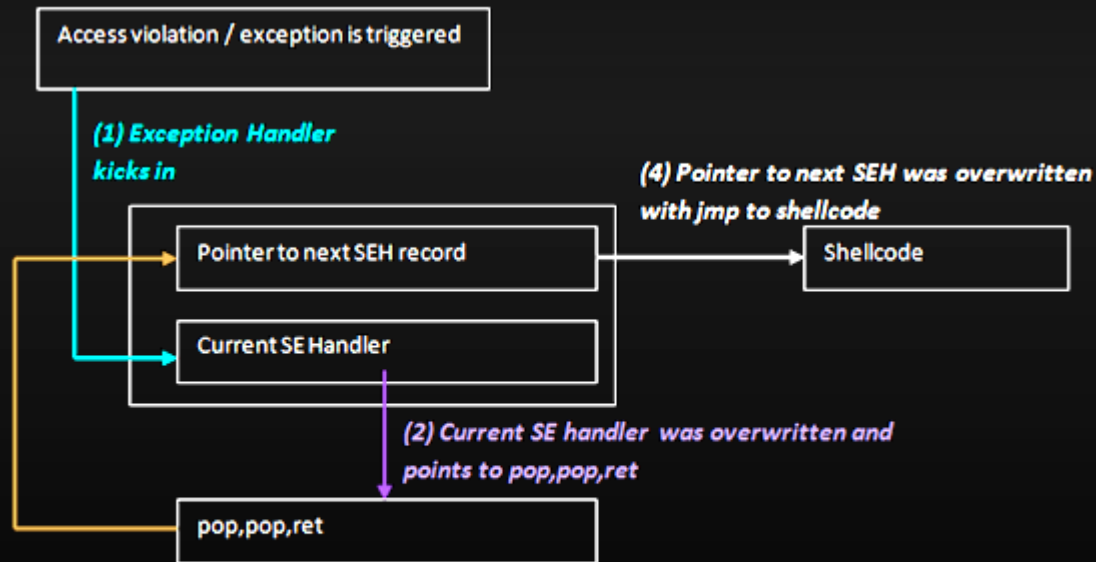 Access violation / exception is triggered
(1) Exception Handler
kicks in
(4) Pointer to next SEH was overwritten
with jmp to shellcode
Pointer to next SEH record
Shellcode
Current SE Handler
(2) Current SE handler was overwritten and
points to pop,pop,ret
pop,pop,ret